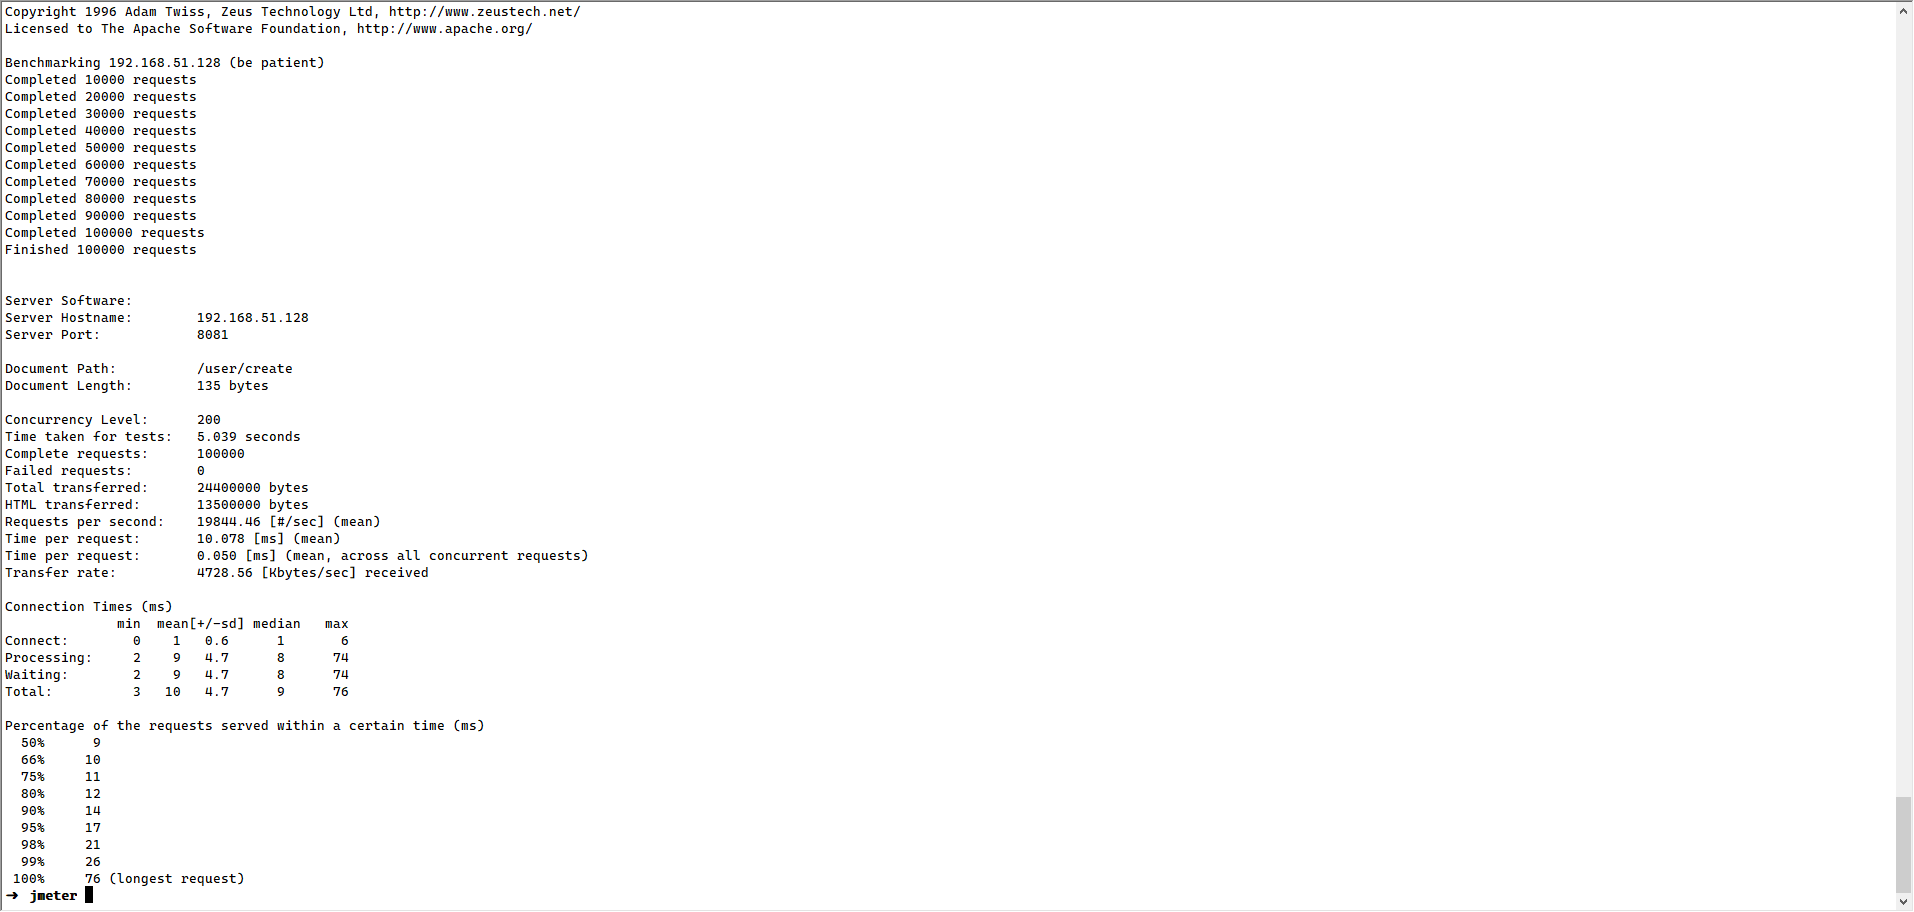 Copyright 1996 Adam Twiss, Zeus Technology Ltd, http://www.zeustech.net/
Licensed to The Apache Software Foundation, http://www.apache.org/

Benchmarking 192.168.51.128 (be patient)
Completed 10000 requests
Completed 20000 requests
Completed 30000 requests
Completed 40000 requests
Completed 50000 requests
Completed 60000 requests
Completed 70000 requests
Completed 80000 requests
Completed 90000 requests
Completed 100000 requests
Finished 100000 requests


Server Software:
Server Hostname:        192.168.51.128
Server Port:            8081

Document Path:          /user/create
Document Length:        135 bytes

Concurrency Level:      200
Time taken for tests:   5.039 seconds
Complete requests:      100000
Failed requests:        0
Total transferred:      24400000 bytes
HTML transferred:       13500000 bytes
Requests per second:    19844.46 [#/sec] (mean)
Time per request:       10.078 [ms] (mean)
Time per request:       0.050 [ms] (mean, across all concurrent requests)
Transfer rate:          4728.56 [Kbytes/sec] received

Connection Times (ms)
              min  mean[+/-sd] median   max
Connect:        0    1   0.6      1       6
Processing:     2    9   4.7      8      74
Waiting:        2    9   4.7      8      74
Total:          3   10   4.7      9      76

Percentage of the requests served within a certain time (ms)
  50%      9
  66%     10
  75%     11
  80%     12
  90%     14
  95%     17
  98%     21
  99%     26
 100%     76 (longest request)
➜  jmeter